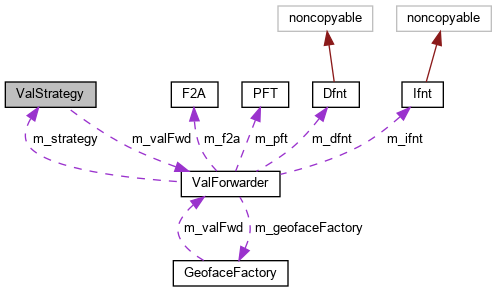 noncopyable
noncopyable
ValStrategy
F2A
PFT
Dfnt
Ifnt
m_strategy
m_valFwd
m_f2a
m_pft
m_dfnt
m_ifnt
ValForwarder
m_valFwd
m_geofaceFactory
GeofaceFactory